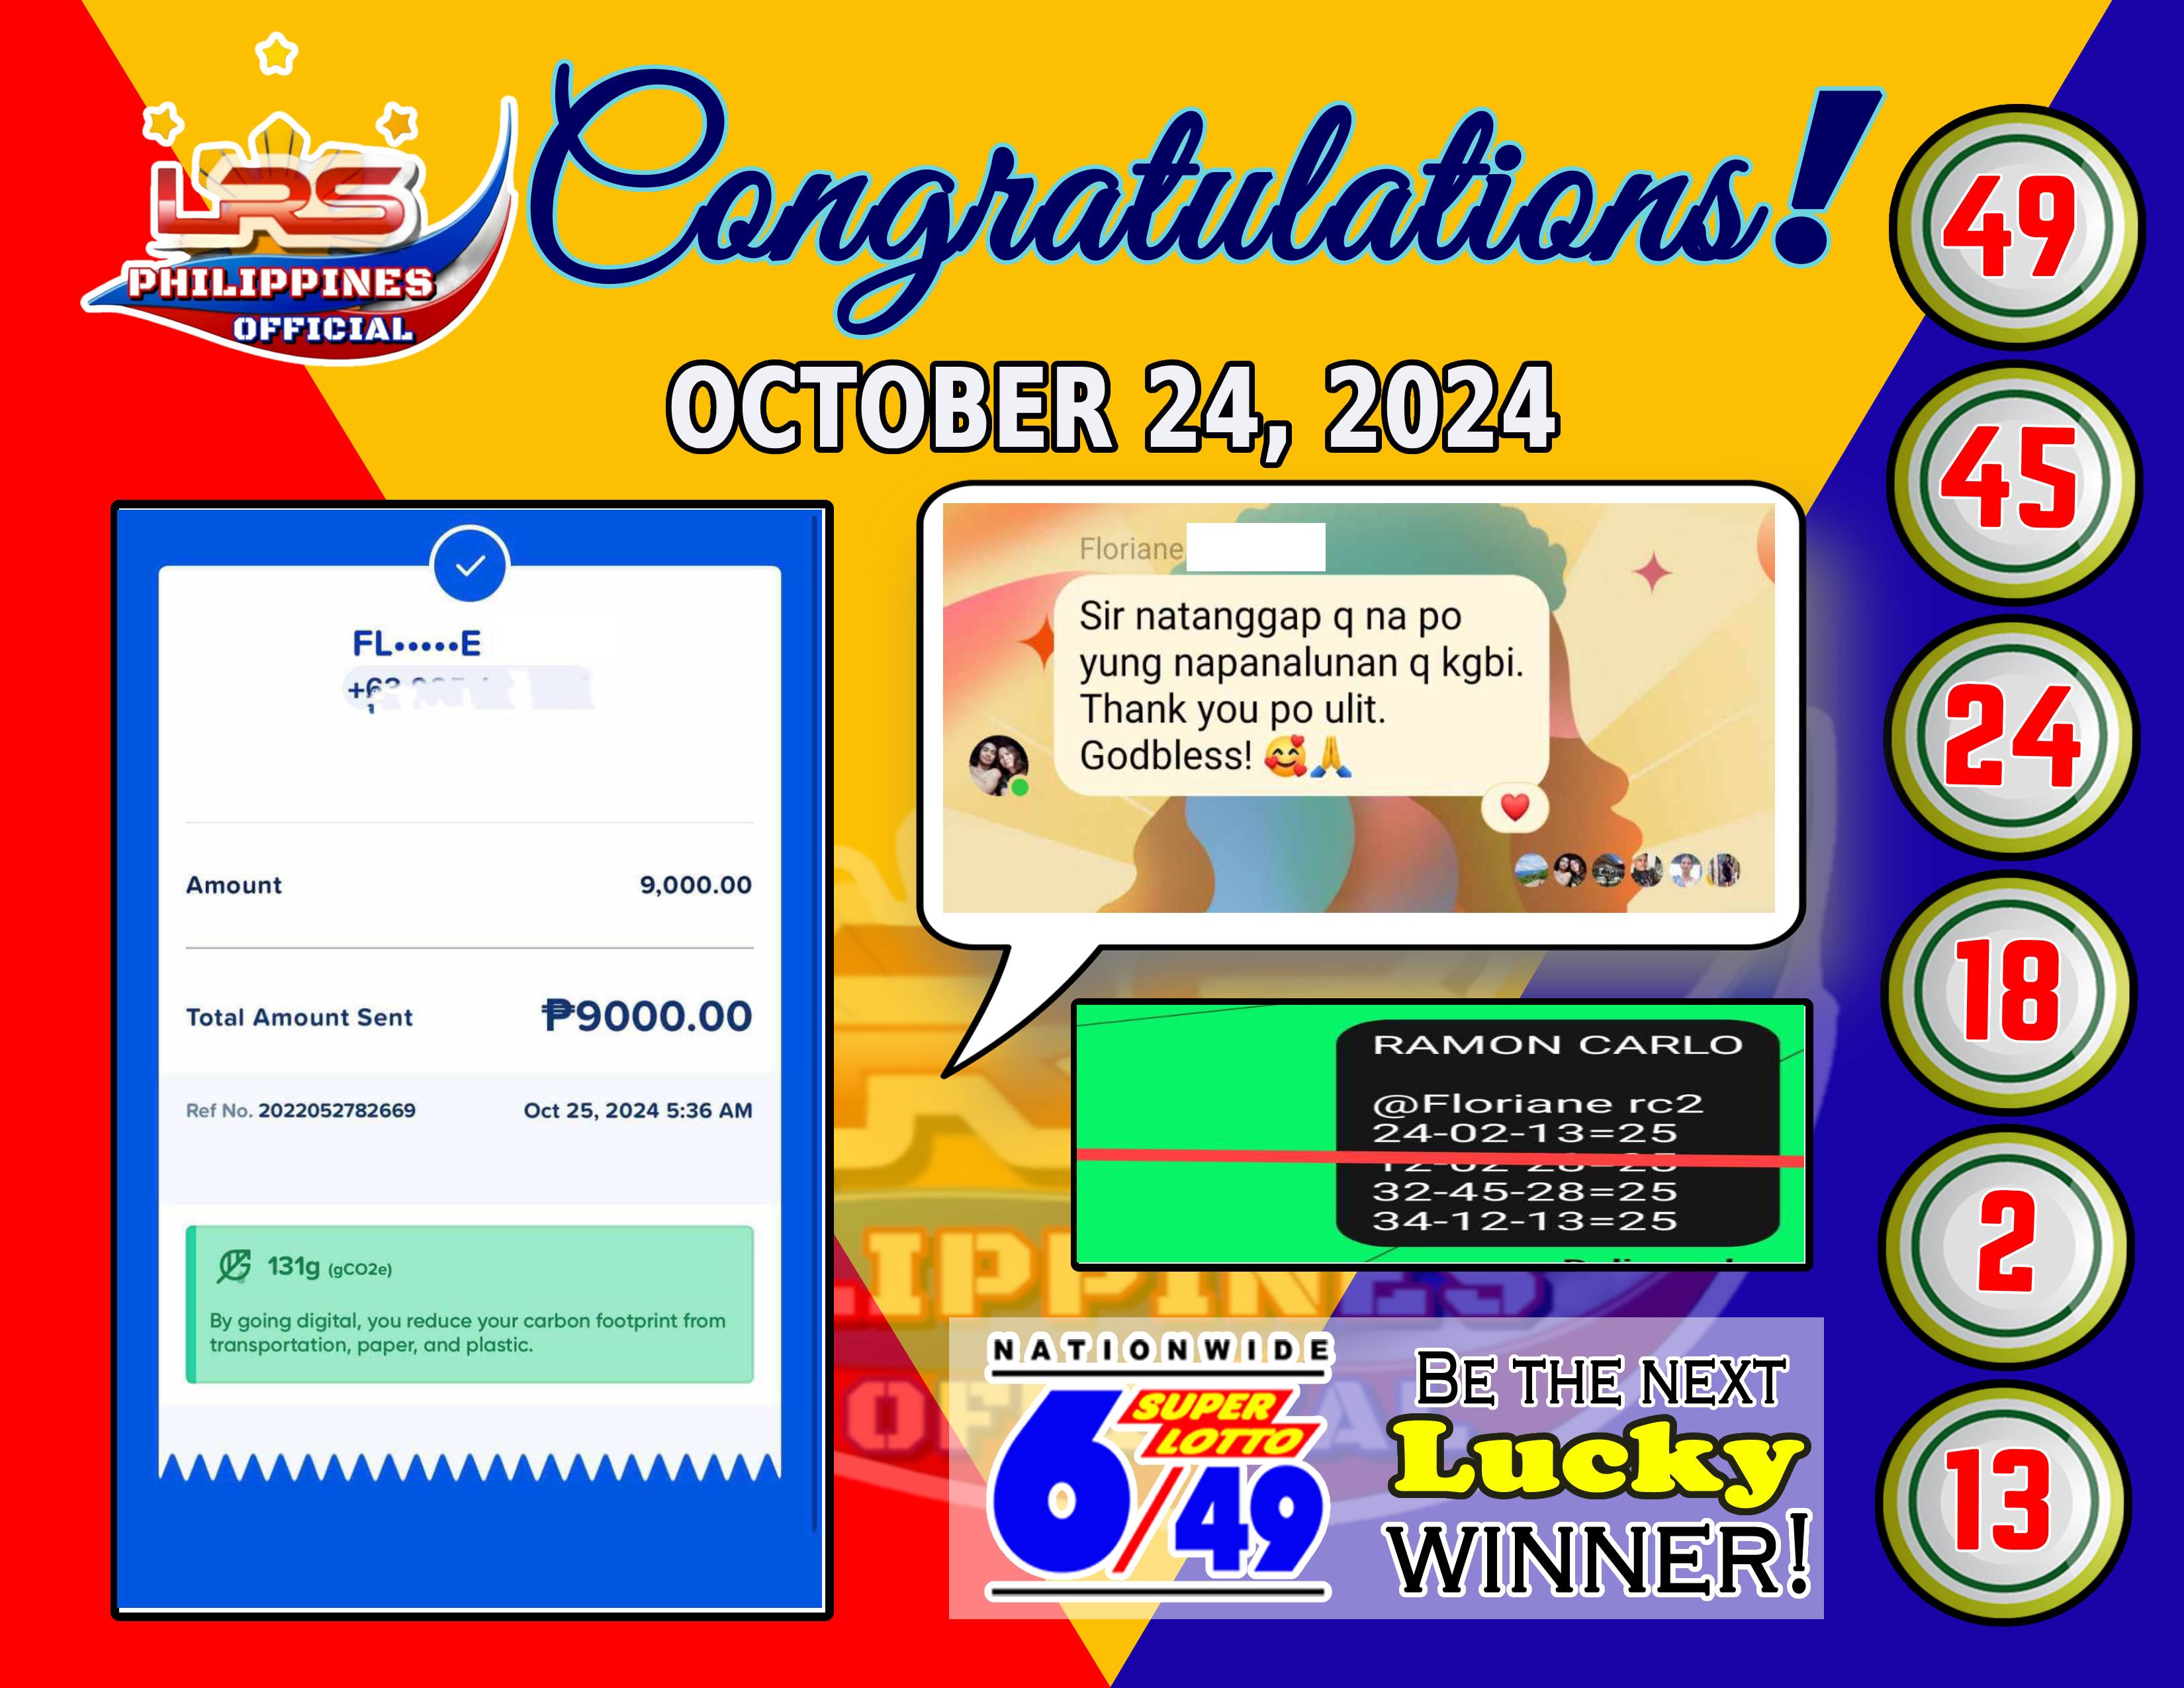 LRS
PHILIPPINES
OFFICIAL
Congratulations!
OCTOBER 24, 2024
FL•••••E
+63
Amount 9,000.00
Total Amount Sent ₱9000.00
Ref No. 2022052782669 Oct 25, 2024 5:36 AM
131g (gCO2e)
By going digital, you reduce your carbon footprint from
transportation, paper, and plastic.
Floriane
Sir natanggap q na po
yung napanalunan q kgbi.
Thank you po ulit.
Godbless! 🥰🙏
RAMON CARLO
@Floriane rc2
24-02-13=25
32-45-28=25
34-12-13=25
NATIONWIDE
SUPER
LOTTO
6/49
BE THE NEXT
Lucky
WINNER!
49
45
24
18
2
13